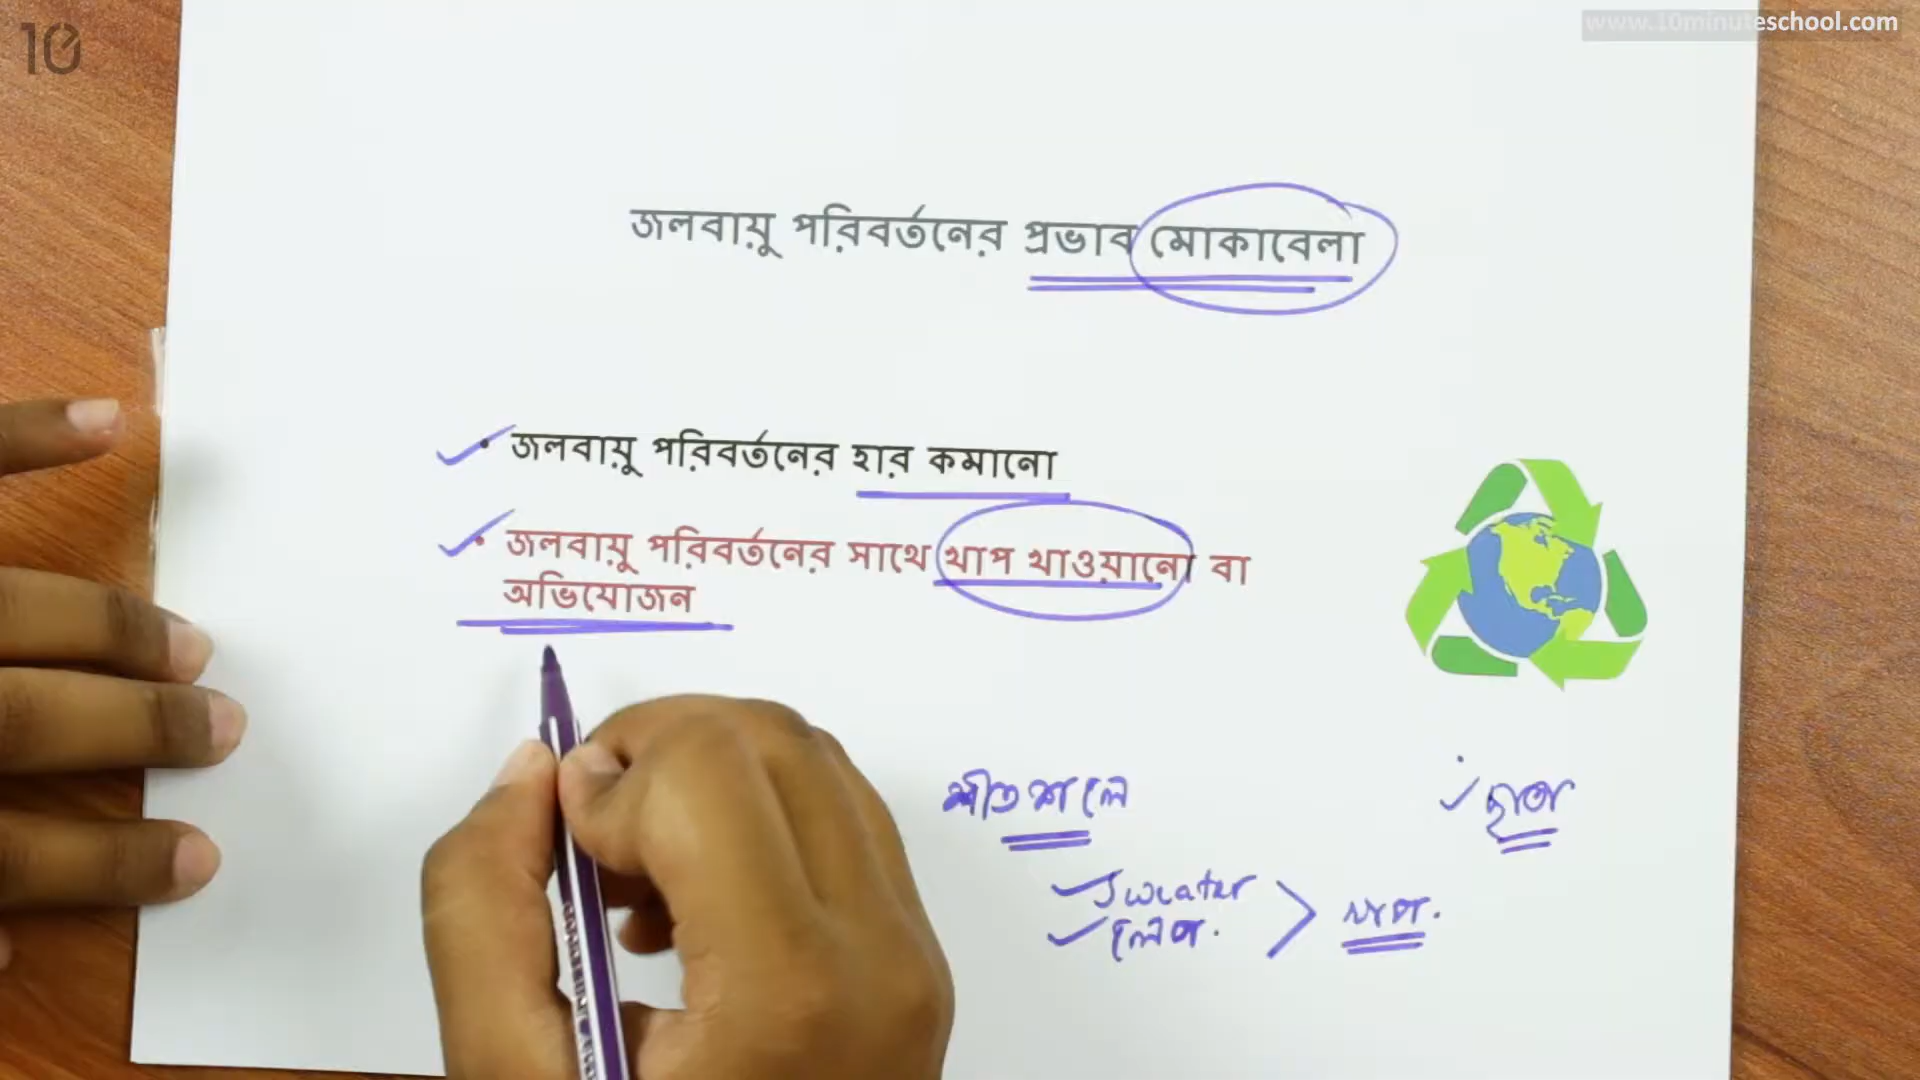 10
www.10minuteschool.com
জলবায়ু পরিবর্তনের প্রভাব মোকাবেলা
• জলবায়ু পরিবর্তনের হার কমানো
• জলবায়ু পরিবর্তনের সাথে খাপ খাওয়ানো বা
অভিযোজন
ছাতা
Sweater
লেপ.